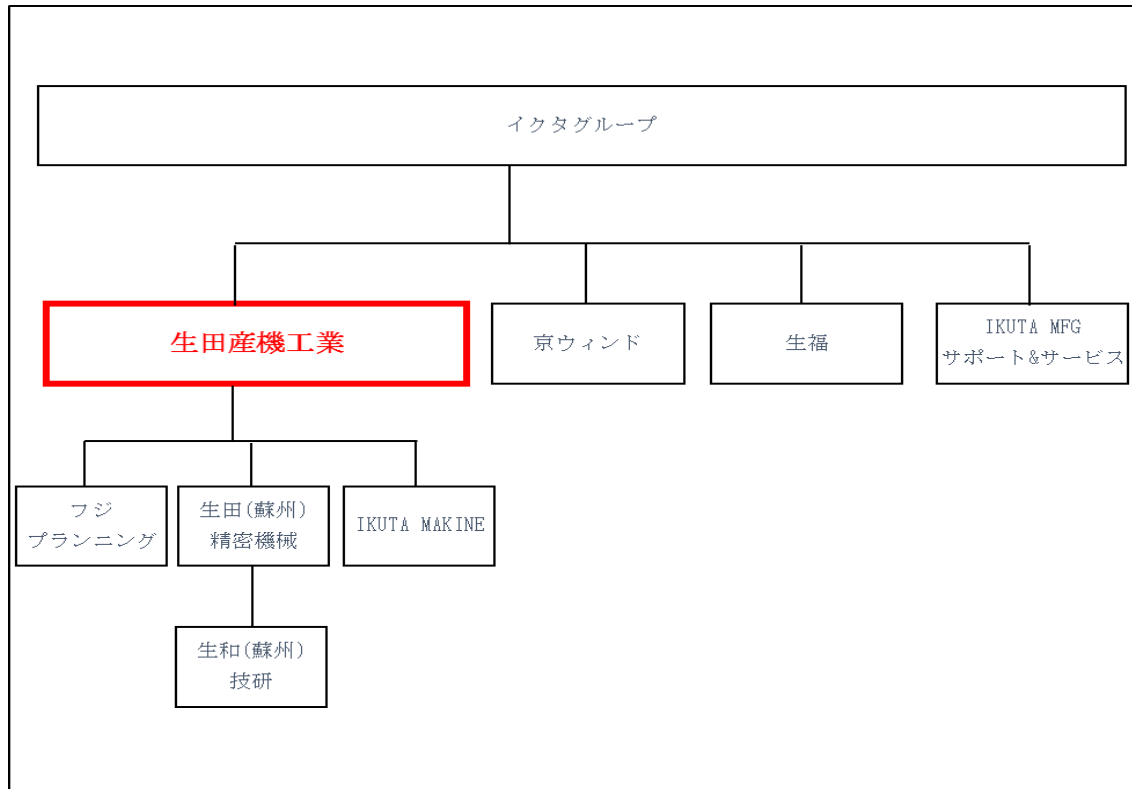 イクタグループ
生田産機工業
京ウィンド
生福
IKUTA MFG
サポート&サービス
フジ
プランニング
生田(蘇州)
精密機械
IKUTA MAKINE
生和(蘇州)
技研